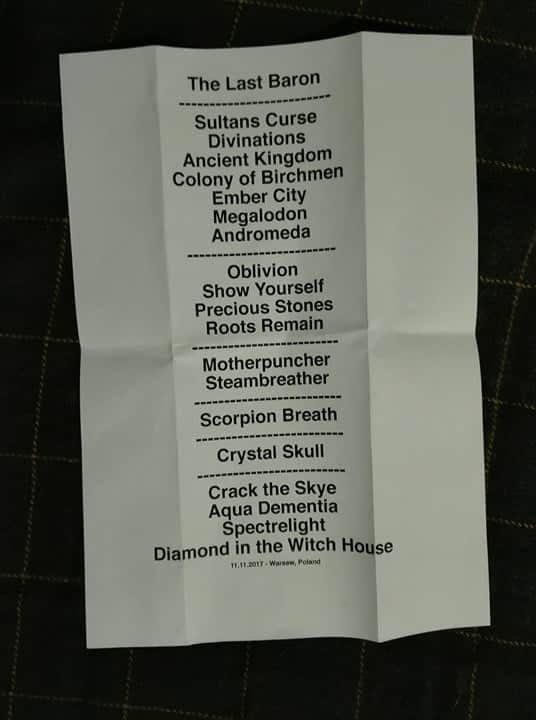 The Last Baron
------------------------------
Sultans Curse
Divinations
Ancient Kingdom
Colony of Birchmen
Ember City
Megalodon
Andromeda
------------------------------
Oblivion
Show Yourself
Precious Stones
Roots Remain
------------------------------
Motherpuncher
Steambreather
------------------------------
Scorpion Breath
------------------------------
Crystal Skull
------------------------------
Crack the Skye
Aqua Dementia
Spectrelight
Diamond in the Witch House
11.11.2017 - Warsaw, Poland